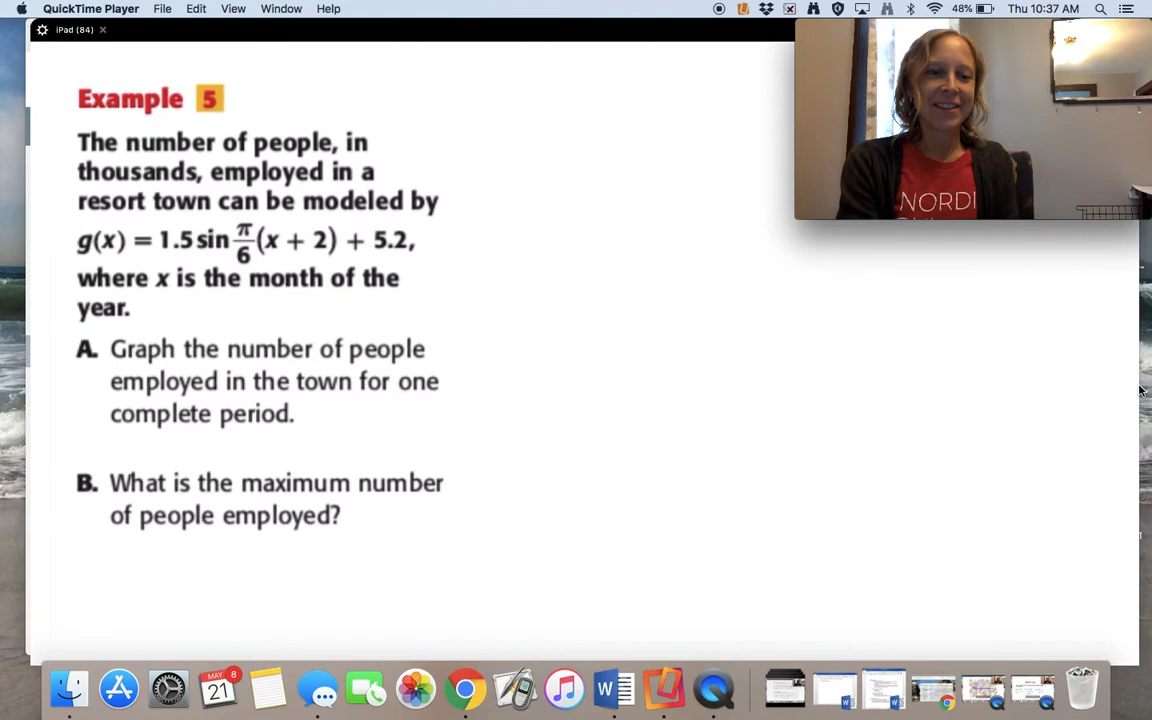 QuickTime Player File Edit View Window Help 48% Thu 10:37 AM
iPad (84)
Example 5
The number of people, in
thousands, employed in a
resort town can be modeled by
g(x) = 1.5 sin π/6 (x + 2) + 5.2,
where x is the month of the
year.
A. Graph the number of people
employed in the town for one
complete period.
B. What is the maximum number
of people employed?
NORDI
MAY 8
21
W